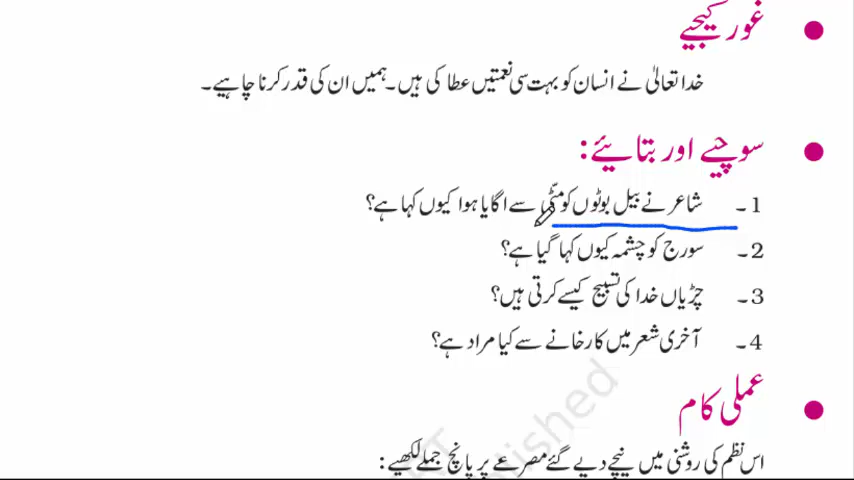 ● غور کیجیے
خدا تعالیٰ نے انسان کو بہت سی نعمتیں عطا کی ہیں۔ ہمیں ان کی قدر کرنا چاہیے۔
● سوچیے اور بتائیے:
1۔ شاعر نے بیل بوٹوں کو مٹّی سے اگایا ہوا کیوں کہا ہے؟
2۔ سورج کو چشمہ کیوں کہا گیا ہے؟
3۔ چڑیاں خدا کی تسبیح کیسے کرتی ہیں؟
4۔ آخری شعر میں کارخانے سے کیا مراد ہے؟
● عملی کام
اس نظم کی روشنی میں نیچے دیے گئے مصرعے پر پانچ جملے لکھیے: